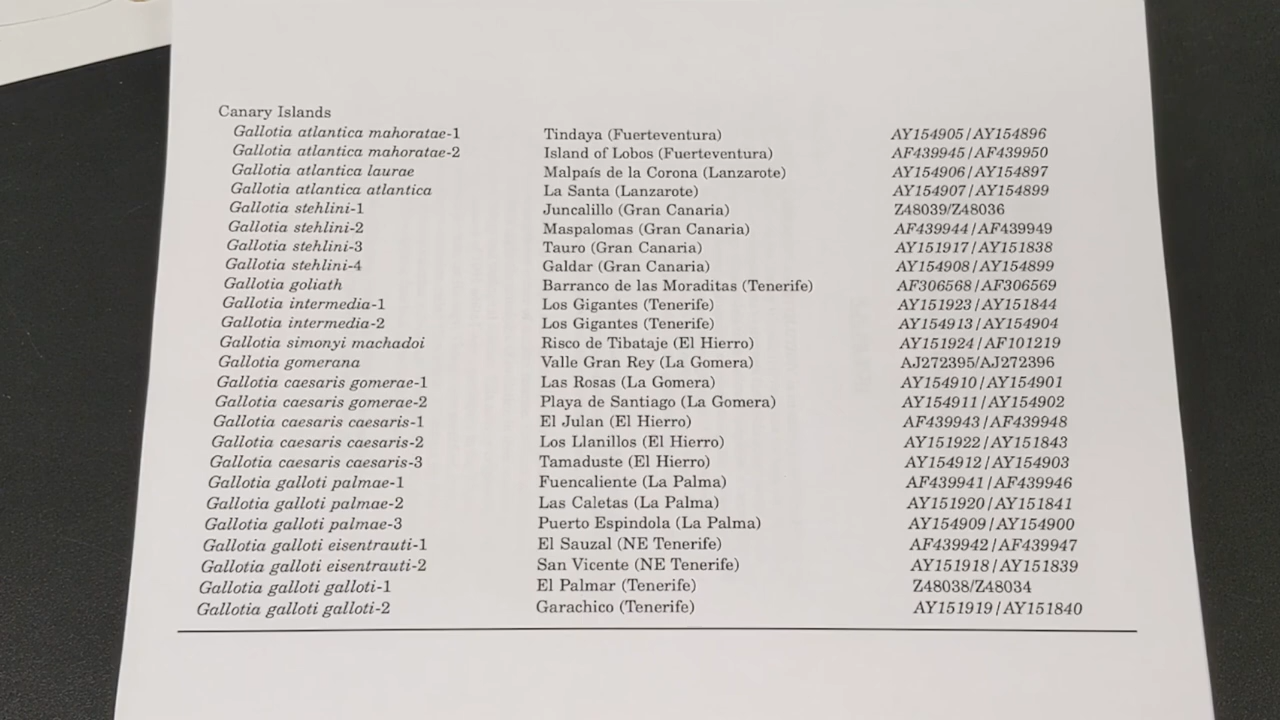 Canary Islands
Gallotia atlantica mahoratae-1 Tindaya (Fuerteventura) AY154905/AY154896
Gallotia atlantica mahoratae-2 Island of Lobos (Fuerteventura) AF439945/AF439950
Gallotia atlantica laurae Malpaís de la Corona (Lanzarote) AY154906/AY154897
Gallotia atlantica atlantica La Santa (Lanzarote) AY154907/AY154899
Gallotia stehlini-1 Juncalillo (Gran Canaria) Z48039/Z48036
Gallotia stehlini-2 Maspalomas (Gran Canaria) AF439944/AF439949
Gallotia stehlini-3 Tauro (Gran Canaria) AY151917/AY151838
Gallotia stehlini-4 Galdar (Gran Canaria) AY154908/AY154899
Gallotia goliath Barranco de las Moraditas (Tenerife) AF306568/AF306569
Gallotia intermedia-1 Los Gigantes (Tenerife) AY151923/AY151844
Gallotia intermedia-2 Los Gigantes (Tenerife) AY154913/AY154904
Gallotia simonyi machadoi Risco de Tibataje (El Hierro) AY151924/AF101219
Gallotia gomerana Valle Gran Rey (La Gomera) AJ272395/AJ272396
Gallotia caesaris gomerae-1 Las Rosas (La Gomera) AY154910/AY154901
Gallotia caesaris gomerae-2 Playa de Santiago (La Gomera) AY154911/AY154902
Gallotia caesaris caesaris-1 El Julan (El Hierro) AF439943/AF439948
Gallotia caesaris caesaris-2 Los Llanillos (El Hierro) AY151922/AY151843
Gallotia caesaris caesaris-3 Tamaduste (El Hierro) AY154912/AY154903
Gallotia galloti palmae-1 Fuencaliente (La Palma) AF439941/AF439946
Gallotia galloti palmae-2 Las Caletas (La Palma) AY151920/AY151841
Gallotia galloti palmae-3 Puerto Espindola (La Palma) AY154909/AY154900
Gallotia galloti eisentrauti-1 El Sauzal (NE Tenerife) AF439942/AF439947
Gallotia galloti eisentrauti-2 San Vicente (NE Tenerife) AY151918/AY151839
Gallotia galloti galloti-1 El Palmar (Tenerife) Z48038/Z48034
Gallotia galloti galloti-2 Garachico (Tenerife) AY151919/AY151840